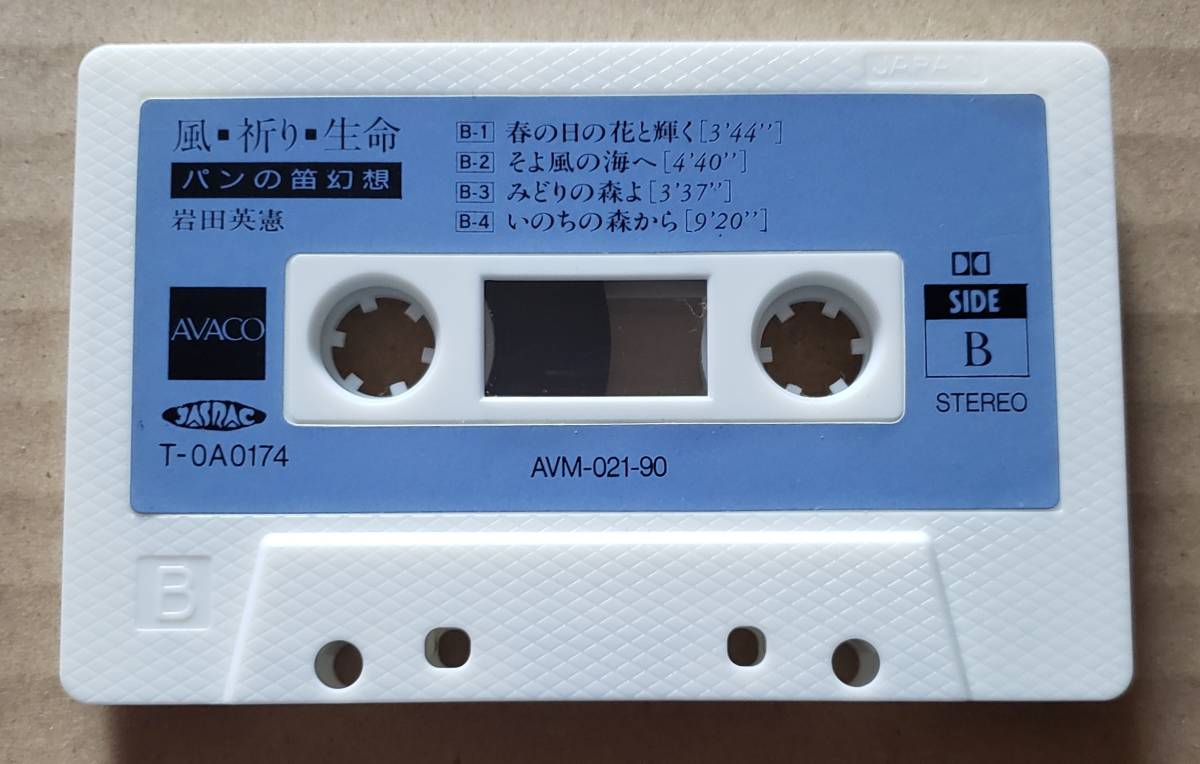 JAPAN
風▪祈り▪生命
パンの笛幻想
岩田英憲
B-1 春の日の花と輝く[3'44'']
B-2 そよ風の海へ[4'40'']
B-3 みどりの森よ[3'37'']
B-4 いのちの森から[9'20'']
AVACO
JASRAC
T-0A0174
AVM-021-90
SIDE
B
STEREO
B